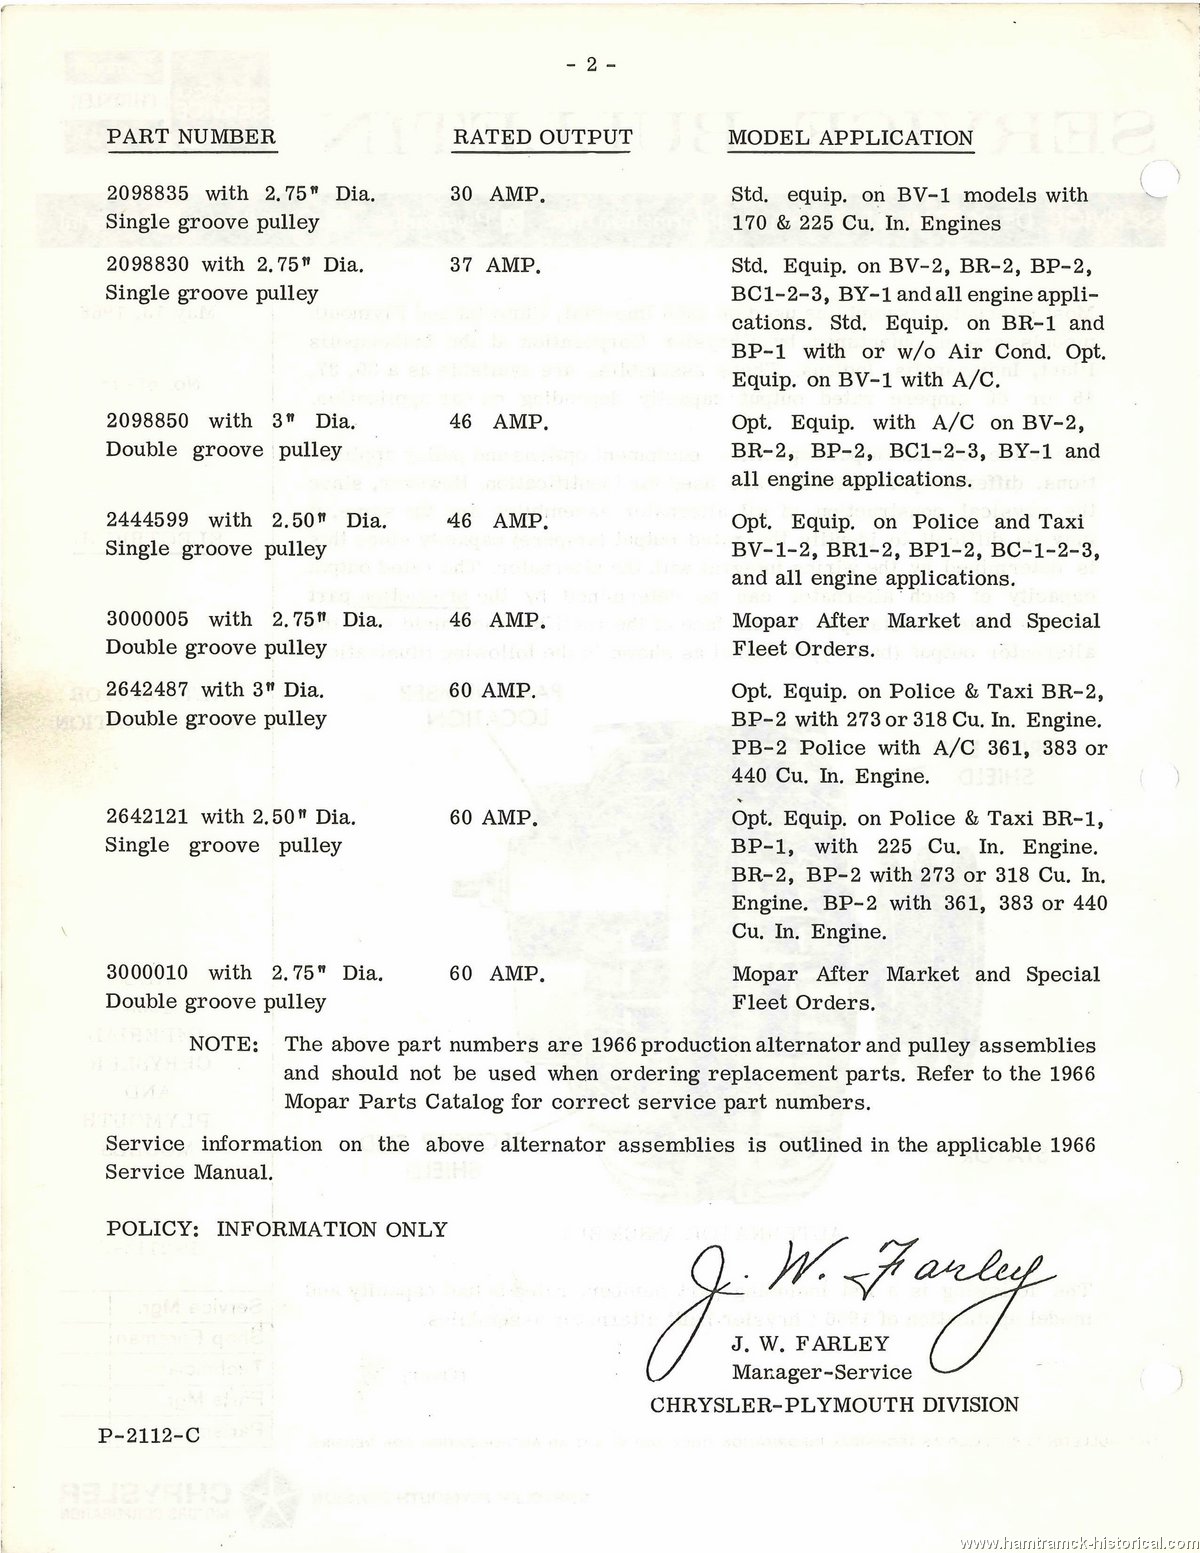 - 2 -
PART NUMBER RATED OUTPUT MODEL APPLICATION
2098835 with 2.75" Dia. 30 AMP. Std. equip. on BV-1 models with
Single groove pulley 170 & 225 Cu. In. Engines
2098830 with 2.75" Dia. 37 AMP. Std. Equip. on BV-2, BR-2, BP-2,
Single groove pulley BC1-2-3, BY-1 and all engine appli-
cations. Std. Equip. on BR-1 and
BP-1 with or w/o Air Cond. Opt.
Equip. on BV-1 with A/C.
2098850 with 3" Dia. 46 AMP. Opt. Equip. with A/C on BV-2,
Double groove pulley BR-2, BP-2, BC1-2-3, BY-1 and
all engine applications.
2444599 with 2.50" Dia. 46 AMP. Opt. Equip. on Police and Taxi
Single groove pulley BV-1-2, BR1-2, BP1-2, BC-1-2-3,
and all engine applications.
3000005 with 2.75" Dia. 46 AMP. Mopar After Market and Special
Double groove pulley Fleet Orders.
2642487 with 3" Dia. 60 AMP. Opt. Equip. on Police & Taxi BR-2,
Double groove pulley BP-2 with 273 or 318 Cu. In. Engine.
PB-2 Police with A/C 361, 383 or
440 Cu. In. Engine.
2642121 with 2.50" Dia. 60 AMP. Opt. Equip. on Police & Taxi BR-1,
Single groove pulley BP-1, with 225 Cu. In. Engine.
BR-2, BP-2 with 273 or 318 Cu. In.
Engine. BP-2 with 361, 383 or 440
Cu. In. Engine.
3000010 with 2.75" Dia. 60 AMP. Mopar After Market and Special
Double groove pulley Fleet Orders.
NOTE: The above part numbers are 1966 production alternator and pulley assemblies
and should not be used when ordering replacement parts. Refer to the 1966
Mopar Parts Catalog for correct service part numbers.
Service information on the above alternator assemblies is outlined in the applicable 1966
Service Manual.
POLICY: INFORMATION ONLY
J. W. Farley
J. W. FARLEY
Manager-Service
CHRYSLER-PLYMOUTH DIVISION
P-2112-C
www.hamtramck-historical.com